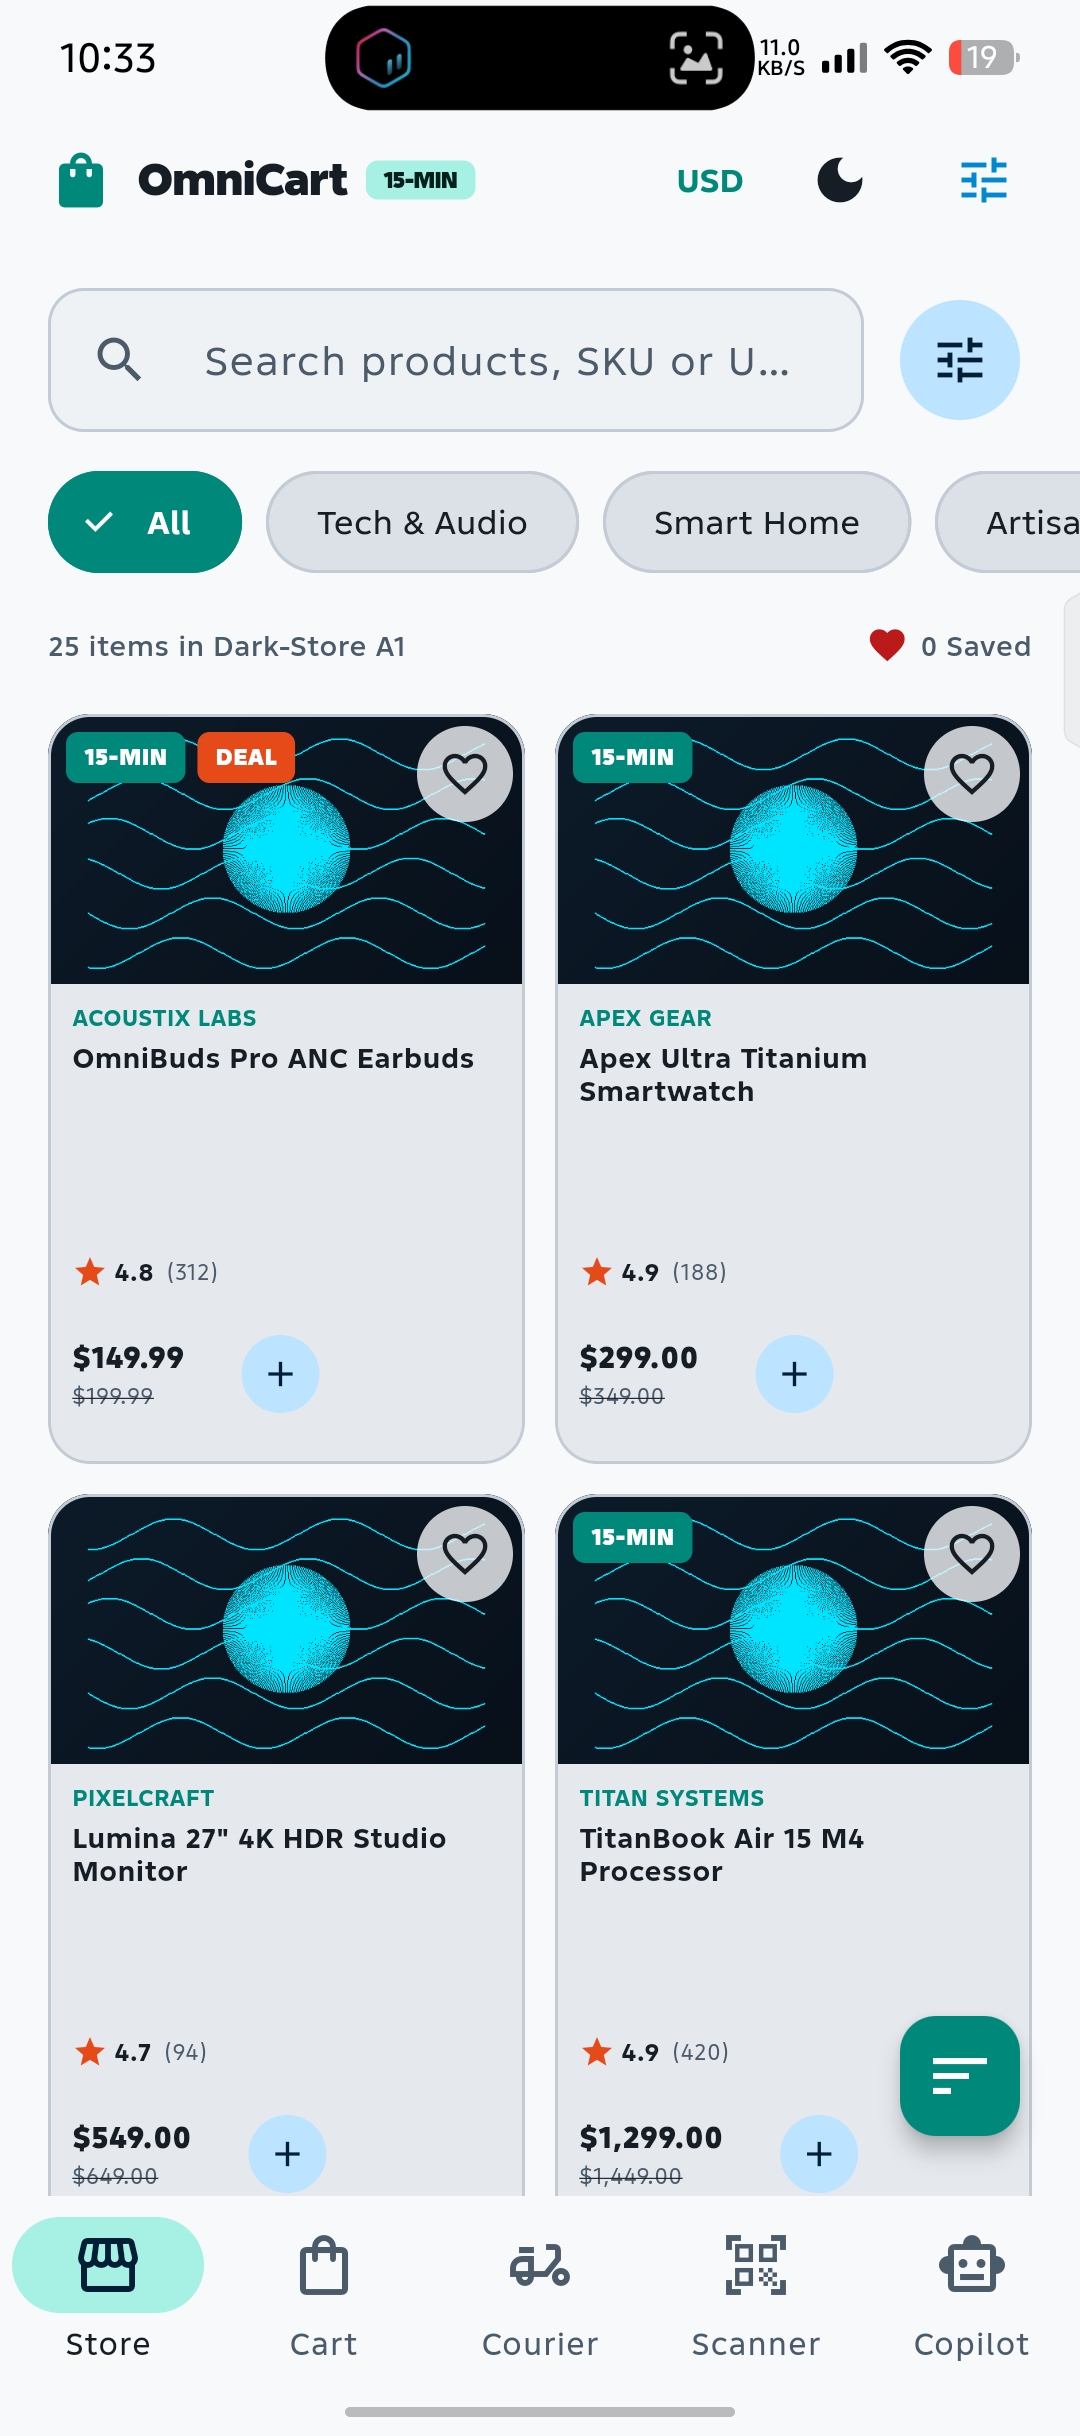 10:33
11.0
KB/S
19
OmniCart
15-MIN
USD
Search products, SKU or U...
All
Tech & Audio
Smart Home
Artisa
25 items in Dark-Store A1
0 Saved
15-MIN
DEAL
15-MIN
ACOUSTIX LABS
OmniBuds Pro ANC Earbuds
4.8 (312)
$149.99
$199.99
APEX GEAR
Apex Ultra Titanium
Smartwatch
4.9 (188)
$299.00
$349.00
15-MIN
PIXELCRAFT
Lumina 27" 4K HDR Studio
Monitor
4.7 (94)
$549.00
$649.00
TITAN SYSTEMS
TitanBook Air 15 M4
Processor
4.9 (420)
$1,299.00
$1,449.00
Store
Cart
Courier
Scanner
Copilot